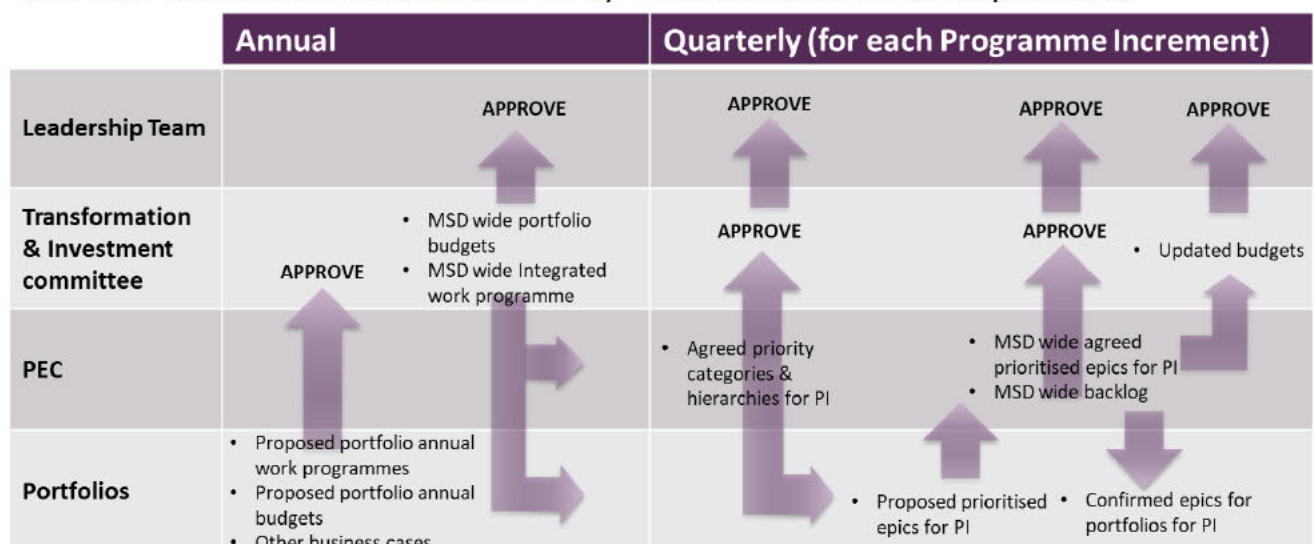 Annual
Quarterly (for each Programme Increment)
Leadership Team
APPROVE
APPROVE
APPROVE
APPROVE
Transformation
& Investment
committee
APPROVE
• MSD wide portfolio
budgets
• MSD wide Integrated
work programme
APPROVE
APPROVE
• Updated budgets
PEC
• Agreed priority
categories &
hierarchies for PI
• MSD wide agreed
prioritised epics for PI
• MSD wide backlog
Portfolios
• Proposed portfolio annual
work programmes
• Proposed portfolio annual
budgets
• Other business cases
• Proposed prioritised
epics for PI
• Confirmed epics for
portfolios for PI